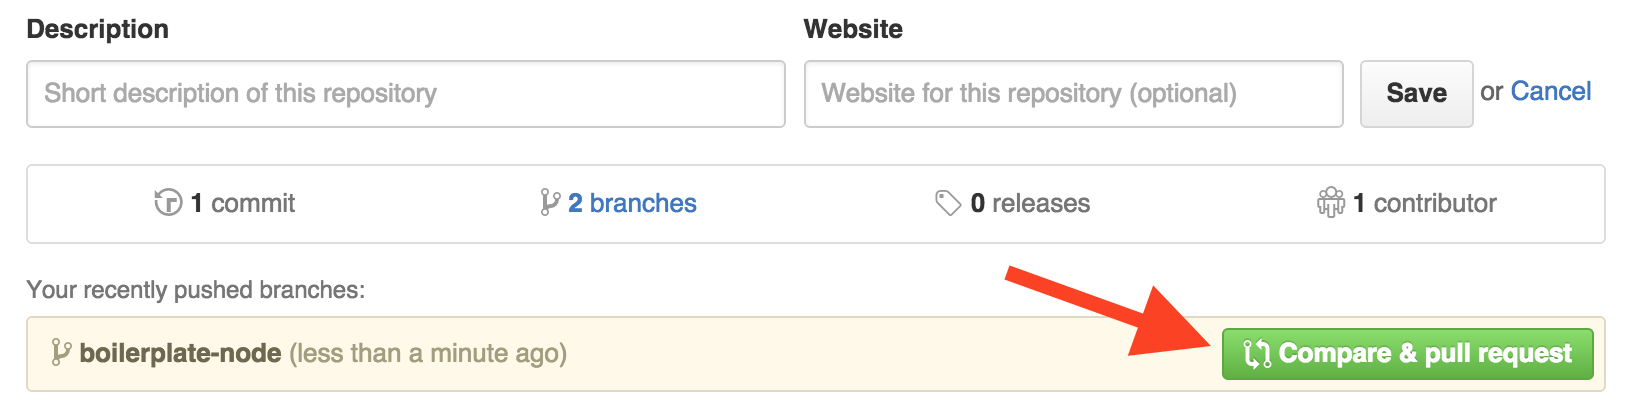 Description Website
Short description of this repository Website for this repository (optional) Save or Cancel
1 commit 2 branches 0 releases 1 contributor
Your recently pushed branches:
boilerplate-node (less than a minute ago) Compare & pull request